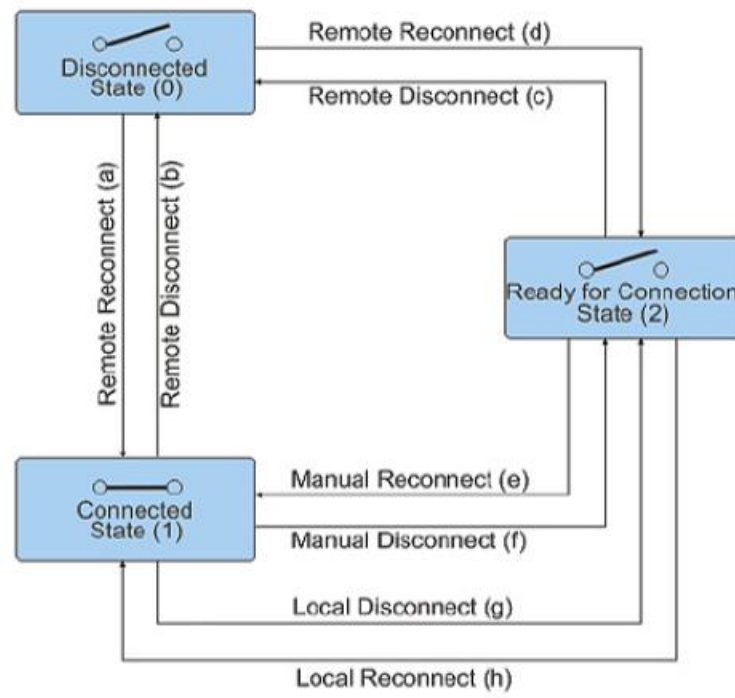 Disconnected
State (0)
Remote Reconnect (d)
Remote Disconnect (c)
Remote Reconnect (a)
Remote Disconnect (b)
Ready for Connection
State (2)
Connected
State (1)
Manual Reconnect (e)
Manual Disconnect (f)
Local Disconnect (g)
Local Reconnect (h)